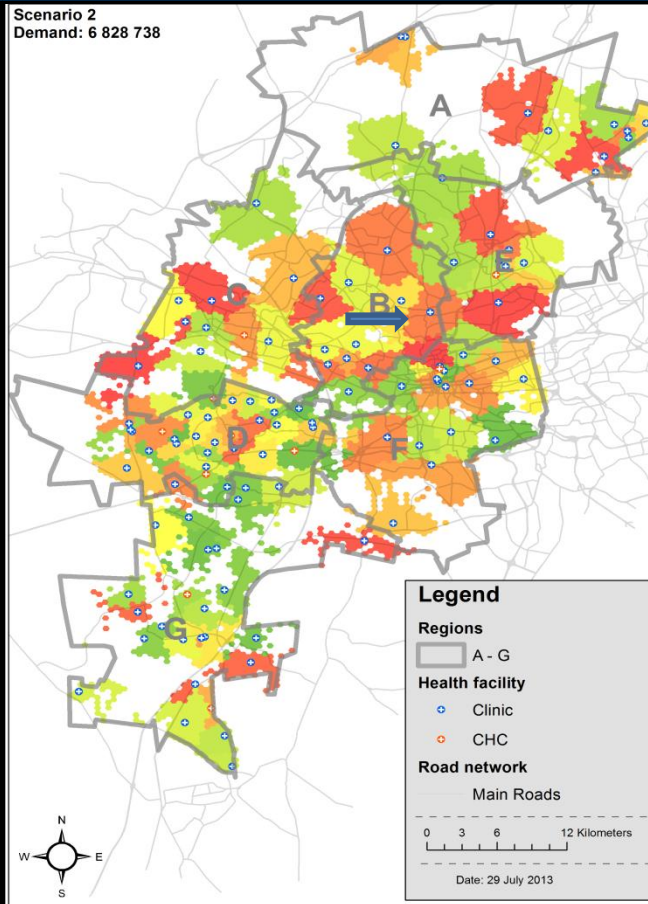 Scenario 2
Demand: 6 828 738
A
B
C
E
D
F
G
Legend
Regions
A - G
Health facility
Clinic
CHC
Road network
Main Roads
0 3 6 12 Kilometers
Date: 29 July 2013
N
W E
S